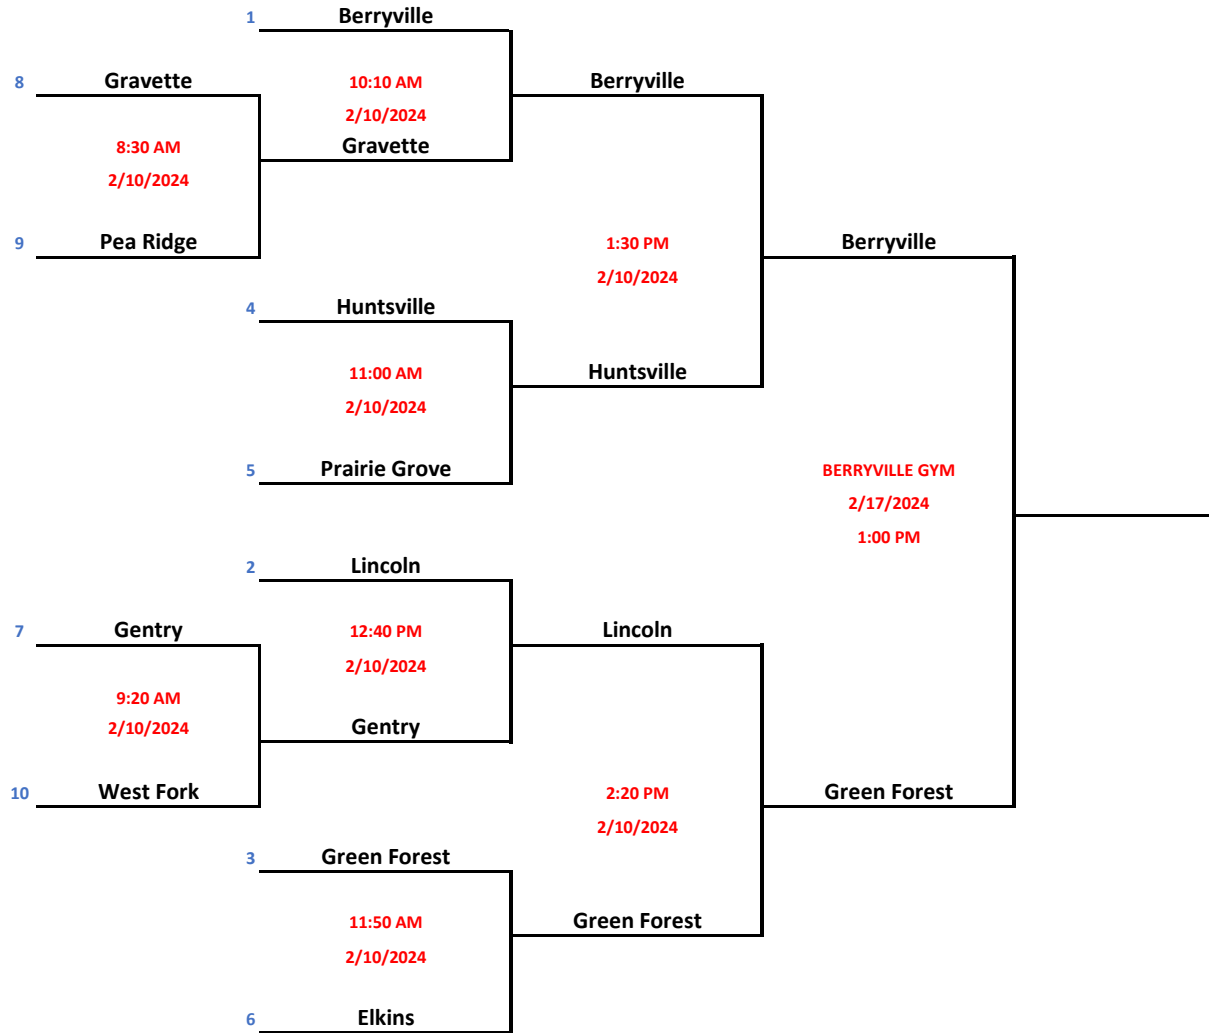 1 Berryville
8 Gravette 10:10 AM Berryville
2/10/2024
8:30 AM Gravette
2/10/2024
9 Pea Ridge 1:30 PM Berryville
2/10/2024
4 Huntsville
11:00 AM Huntsville
2/10/2024
5 Prairie Grove BERRYVILLE GYM
2/17/2024
1:00 PM
2 Lincoln
7 Gentry 12:40 PM Lincoln
2/10/2024
9:20 AM
2/10/2024 Gentry
10 West Fork 2:20 PM Green Forest
2/10/2024
3 Green Forest
11:50 AM Green Forest
2/10/2024
6 Elkins